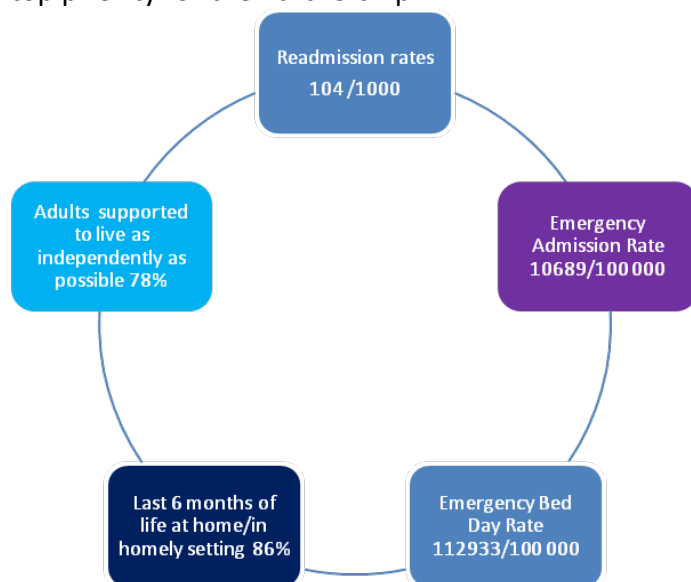 Readmission rates
104 /1000
Emergency
Admission Rate
10689/100 000
Emergency Bed
Day Rate
112933/100 000
Last 6 months of
life at home/in
homely setting 86%
Adults supported
to live as
independently as
possible 78%